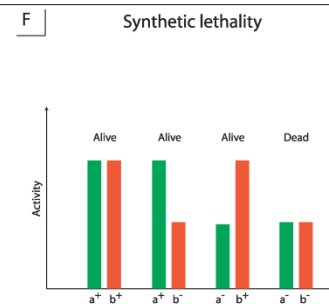 F
Synthetic lethality
Alive Alive Alive Dead
Activity
a⁺ b⁺ a⁺ b⁻ a⁻ b⁺ a⁻ b⁻